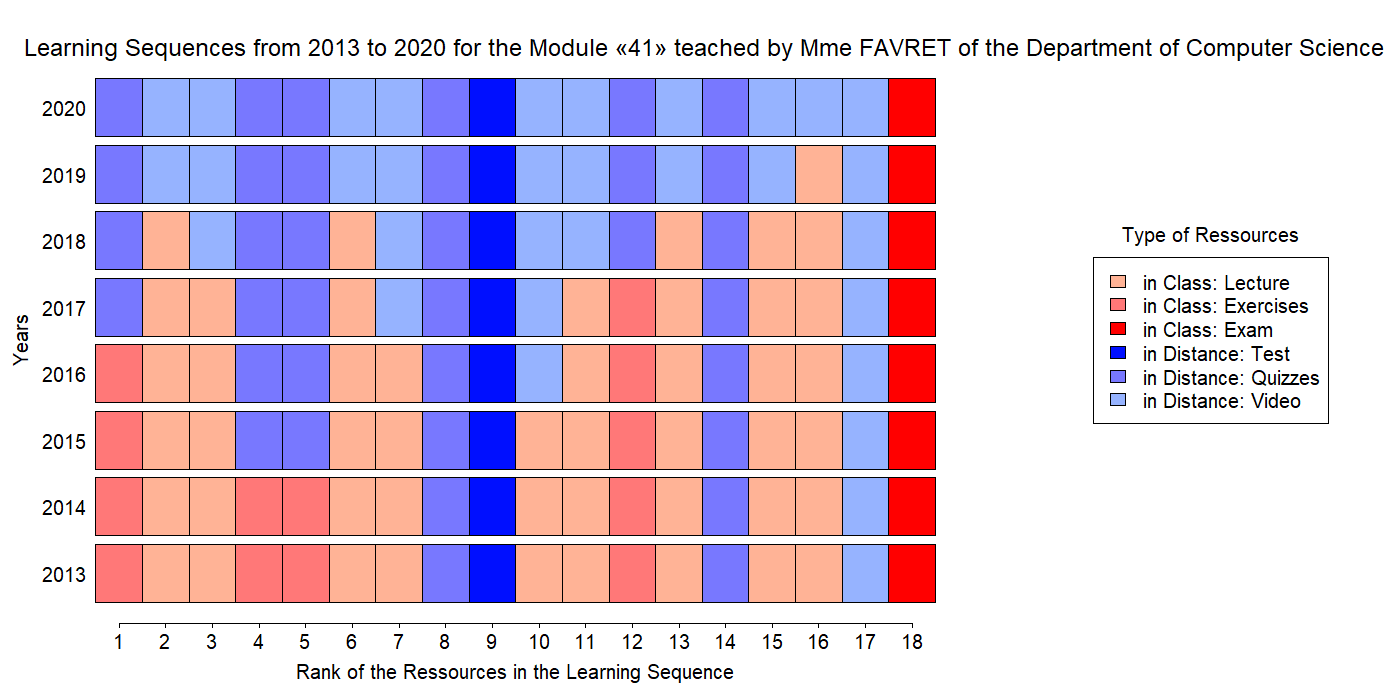 Learning Sequences from 2013 to 2020 for the Module «41» teached by Mme FAVRET of the Department of Computer Science
2020
2019
2018
2017
2016
2015
2014
2013
Years
1 2 3 4 5 6 7 8 9 10 11 12 13 14 15 16 17 18
Rank of the Ressources in the Learning Sequence
Type of Ressources
in Class: Lecture
in Class: Exercises
in Class: Exam
in Distance: Test
in Distance: Quizzes
in Distance: Video